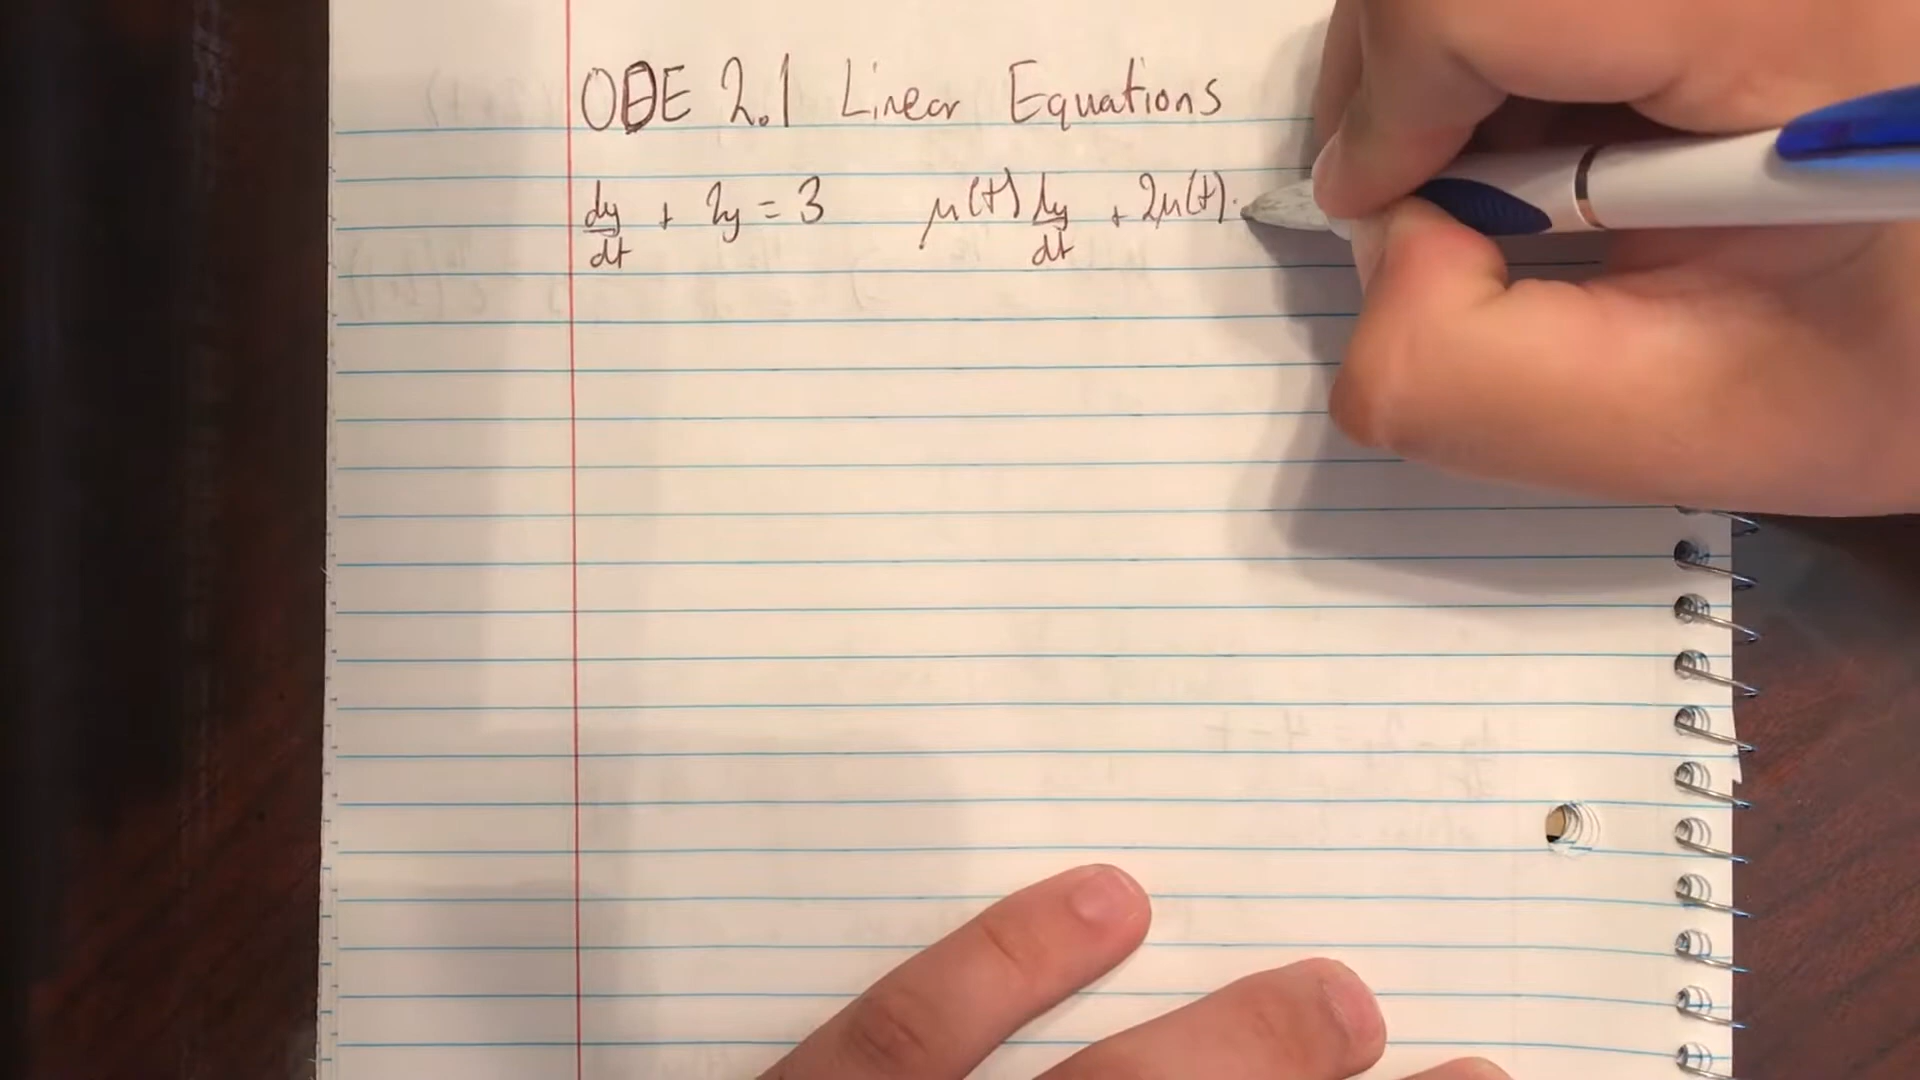 ODE 2.1 Linear Equations
dy/dt + 2y = 3 μ(t) dy/dt + 2μ(t)·